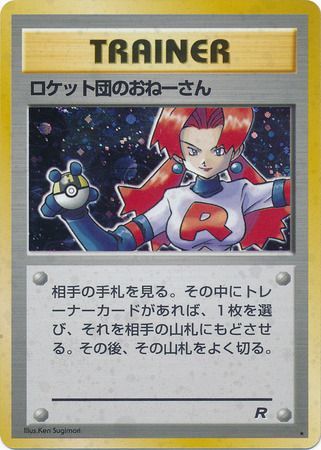 TRAINER
ロケット団のおねーさん
R
相手の手札を見る。その中にトレ
ーナーカードがあれば、1枚を選
び、それを相手の山札にもどさせ
る。その後、山札をよく切る。
R
Illus.Ken Sugimori